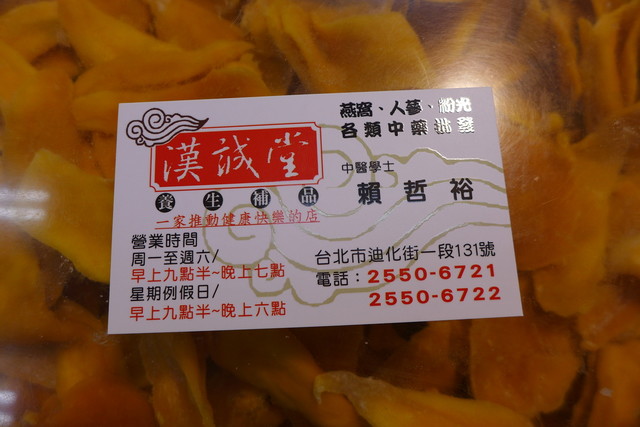 燕窩、人蔘、粉光
各類中藥批發
漢誠堂
養生補品
一家推動健康快樂的店
中醫學士
賴哲裕
營業時間
周一至週六/
早上九點半~晚上七點
星期例假日/
早上九點半~晚上六點
台北市迪化街一段131號
電話：2550-6721
2550-6722